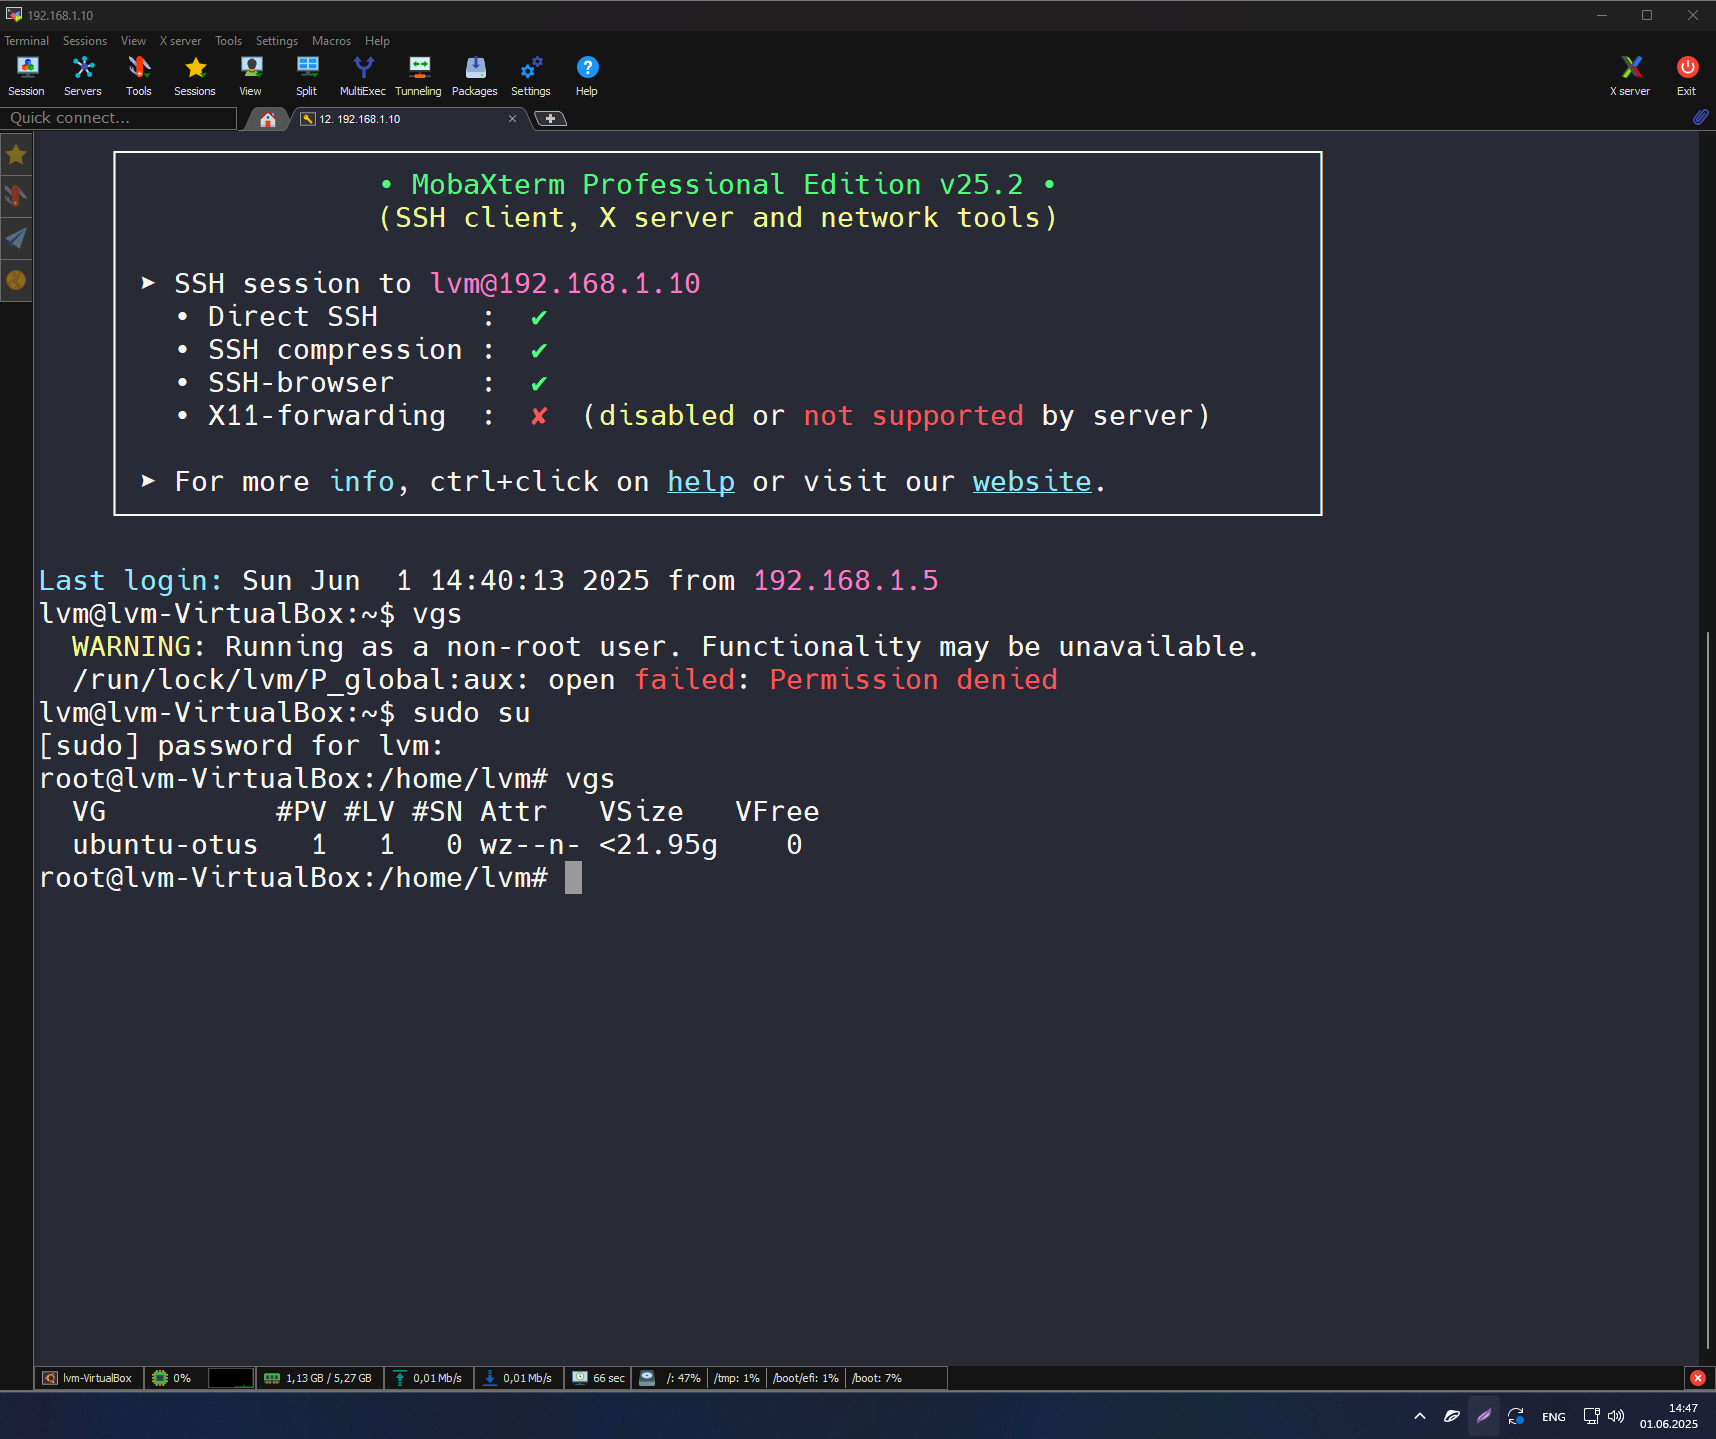 192.168.1.10
Terminal Sessions View X server Tools Settings Macros Help
Session Servers Tools Sessions View Split MultiExec Tunneling Packages Settings Help X server Exit
Quick connect... 12. 192.168.1.10
• MobaXterm Professional Edition v25.2 •
(SSH client, X server and network tools)
➤ SSH session to lvm@192.168.1.10
• Direct SSH : ✔
• SSH compression : ✔
• SSH-browser : ✔
• X11-forwarding : ✘ (disabled or not supported by server)
➤ For more info, ctrl+click on help or visit our website.
Last login: Sun Jun 1 14:40:13 2025 from 192.168.1.5
lvm@lvm-VirtualBox:~$ vgs
WARNING: Running as a non-root user. Functionality may be unavailable.
/run/lock/lvm/P_global:aux: open failed: Permission denied
lvm@lvm-VirtualBox:~$ sudo su
[sudo] password for lvm:
root@lvm-VirtualBox:/home/lvm# vgs
VG #PV #LV #SN Attr VSize VFree
ubuntu-otus 1 1 0 wz--n- <21.95g 0
root@lvm-VirtualBox:/home/lvm#
lvm-VirtualBox 0% 1,13 GB / 5,27 GB 0,01 Mb/s 0,01 Mb/s 66 sec /: 47% /tmp: 1% /boot/efi: 1% /boot: 7%
ENG 14:47
01.06.2025